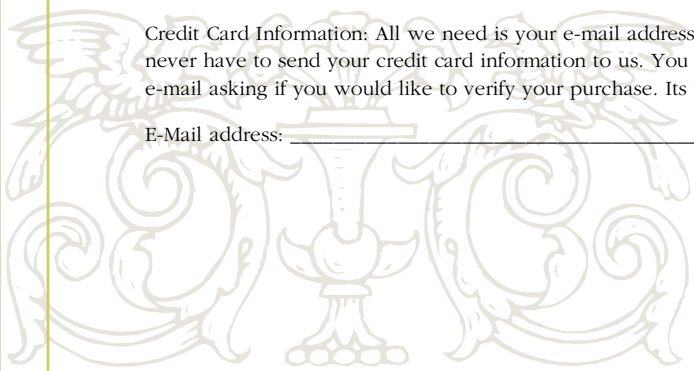 Credit Card Information: All we need is your e-mail address
never have to send your credit card information to us. You
e-mail asking if you would like to verify your purchase. Its
E-Mail address: ____________________________________